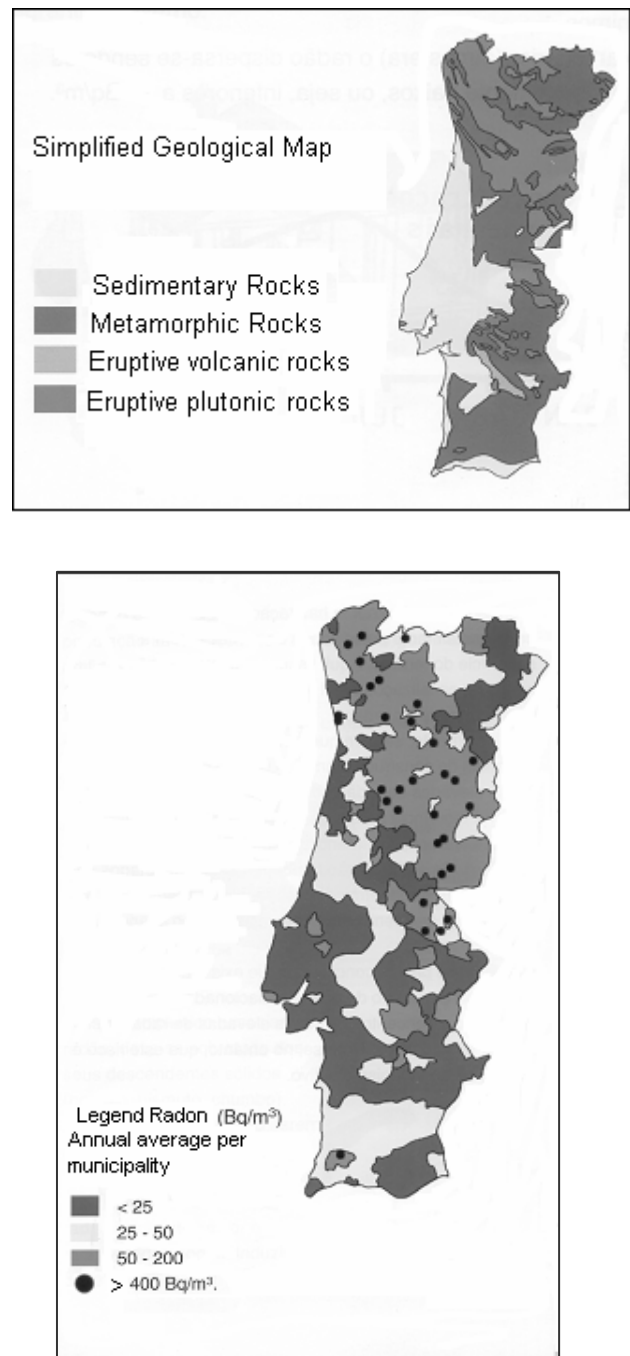 Simplified Geological Map
Sedimentary Rocks
Metamorphic Rocks
Eruptive volcanic rocks
Eruptive plutonic rocks
Legend Radon (Bq/m³)
Annual average per
municipality
< 25
25 - 50
50 - 200
> 400 Bq/m³.